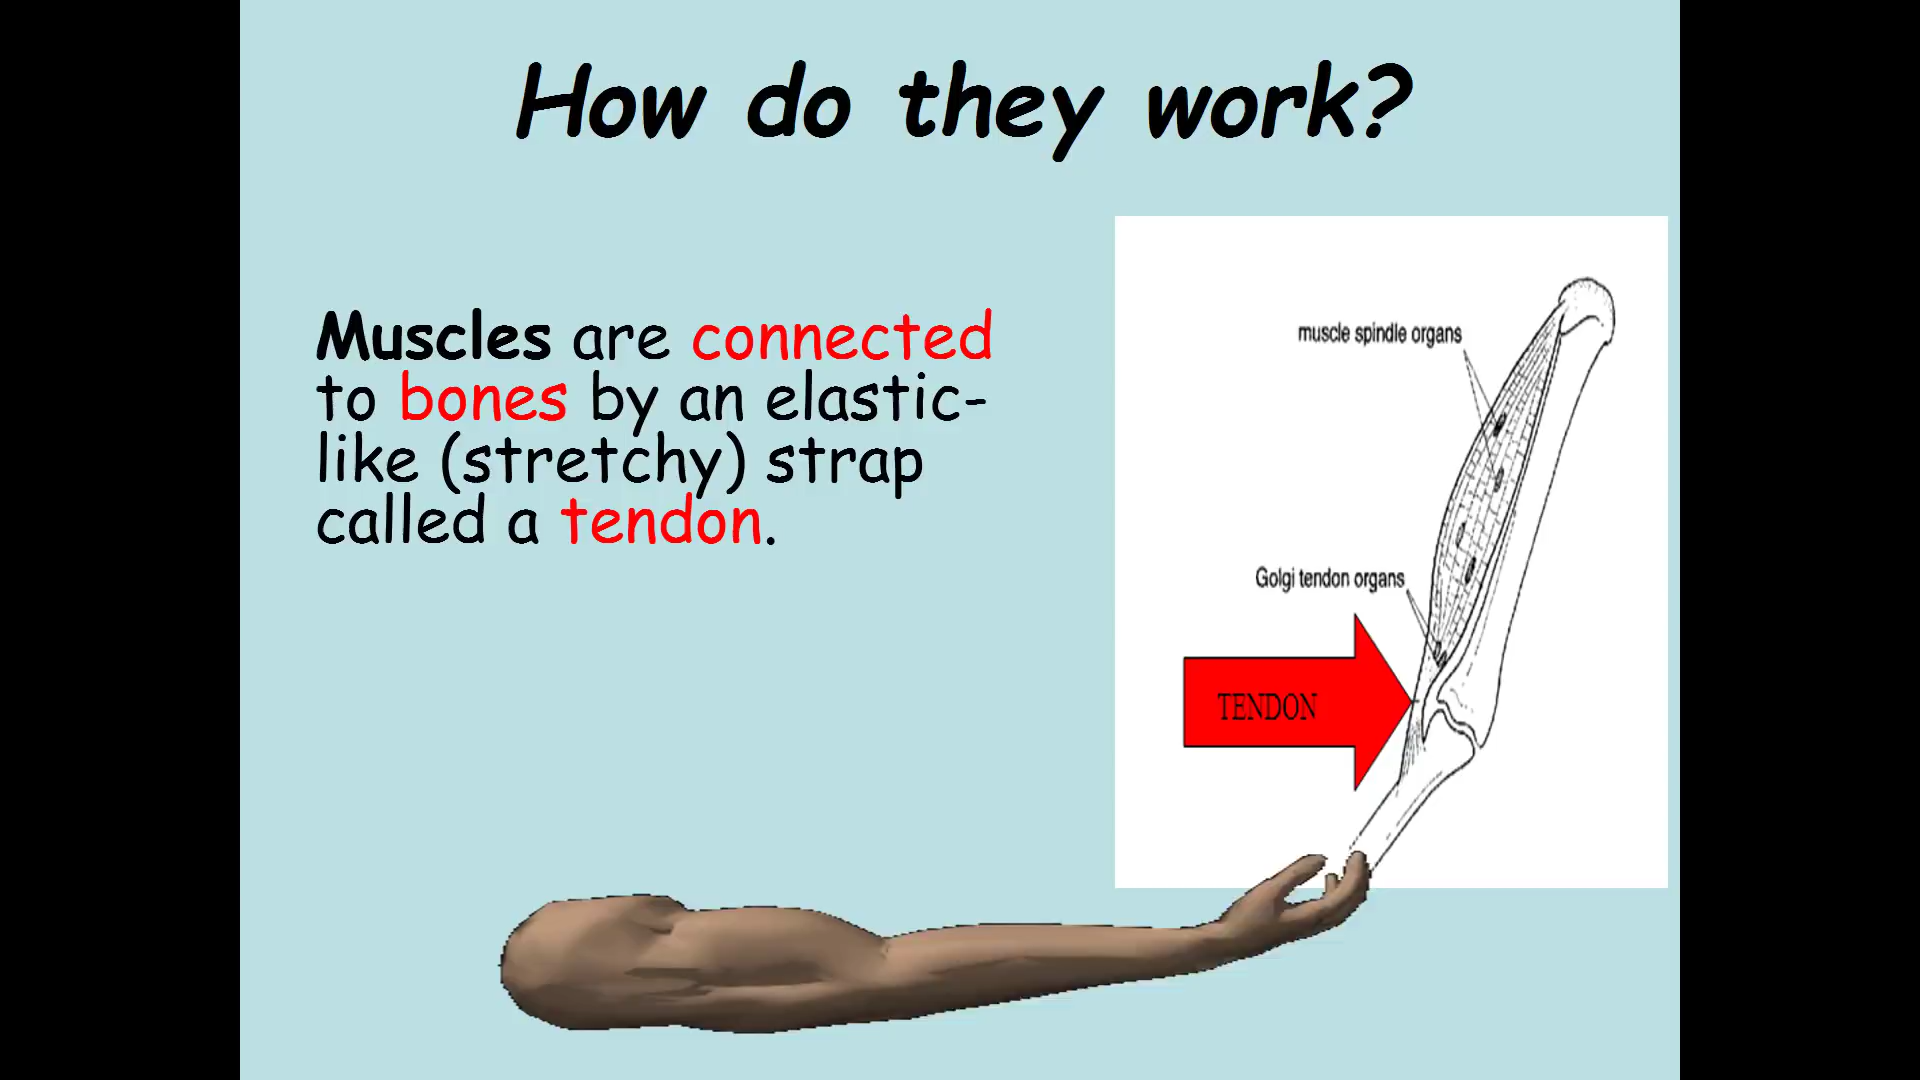 How do they work?
Muscles are connected
to bones by an elastic-
like (stretchy) strap
called a tendon.
muscle spindle organs
Golgi tendon organs
TENDON